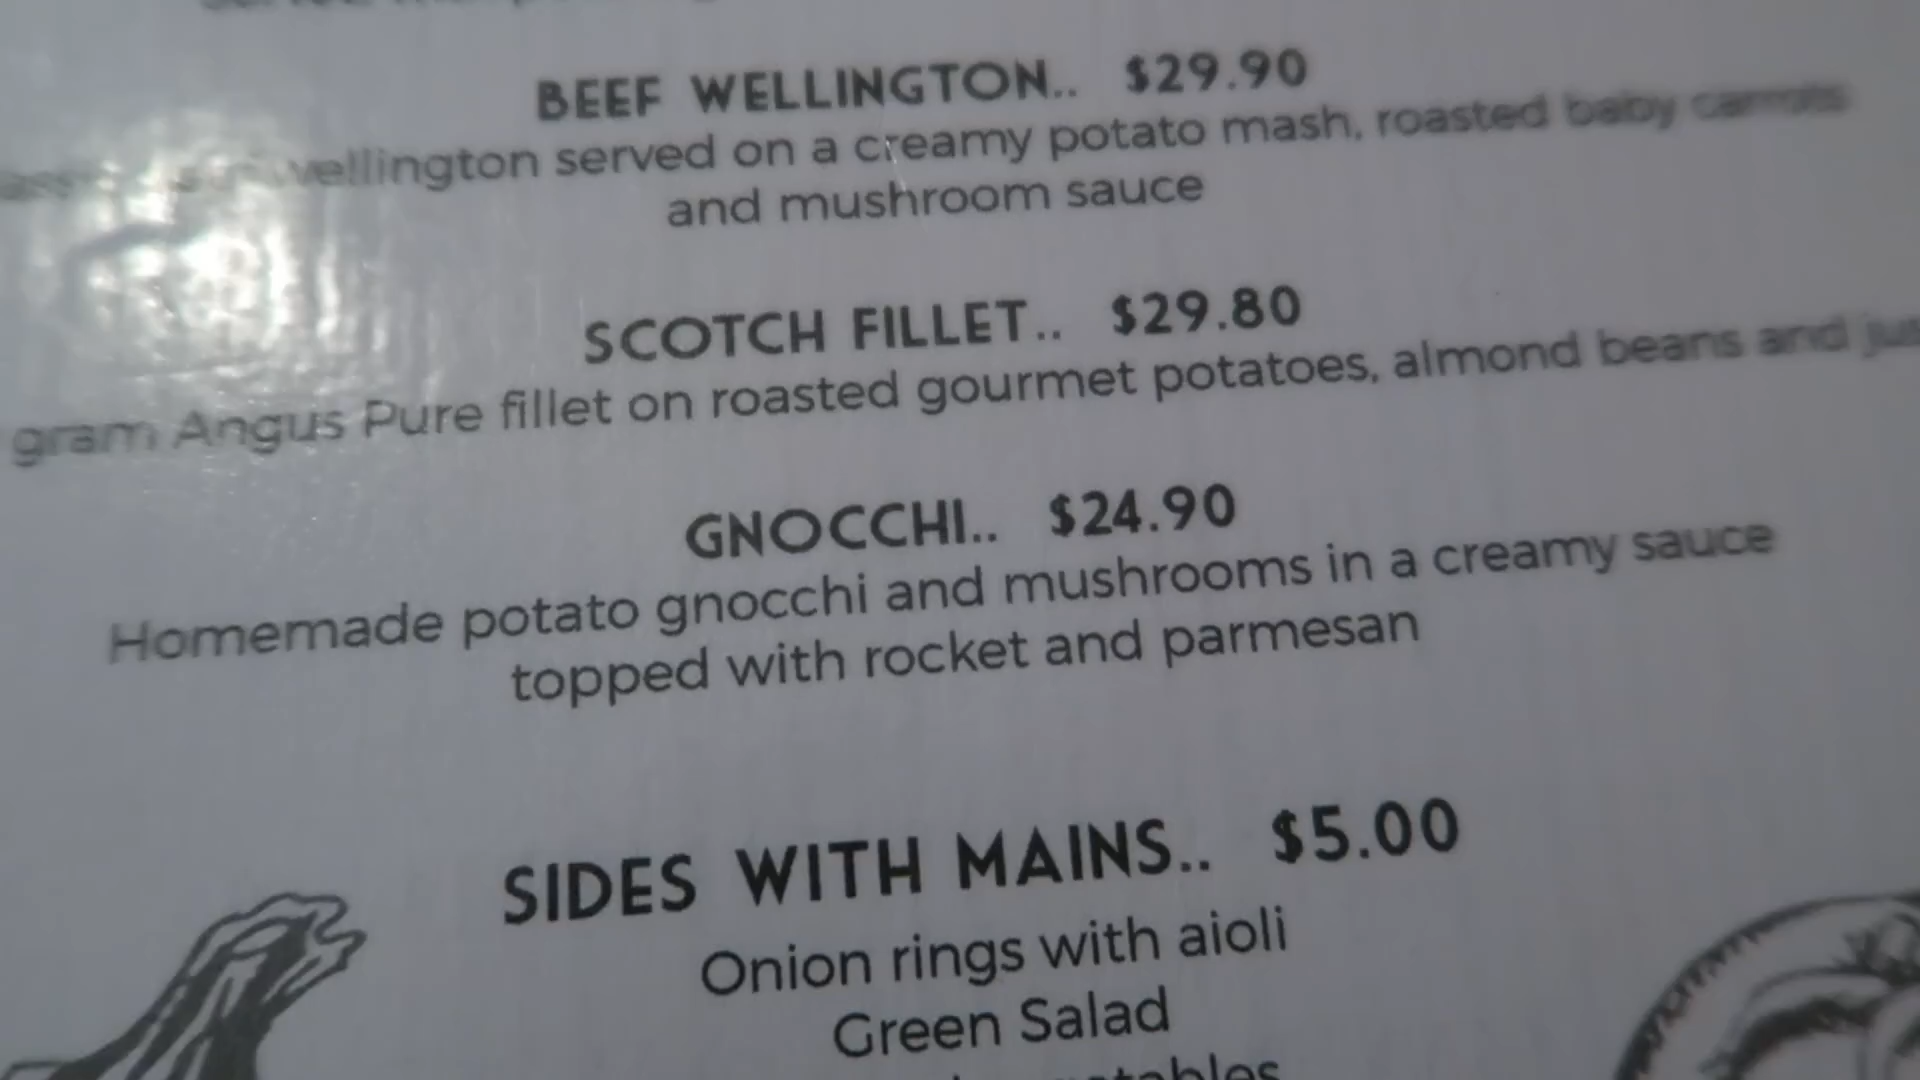 BEEF WELLINGTON.. $29.90
wellington served on a creamy potato mash, roasted baby carrots
and mushroom sauce
SCOTCH FILLET.. $29.80
gram Angus Pure fillet on roasted gourmet potatoes, almond beans and jus
GNOCCHI.. $24.90
Homemade potato gnocchi and mushrooms in a creamy sauce
topped with rocket and parmesan
SIDES WITH MAINS.. $5.00
Onion rings with aioli
Green Salad